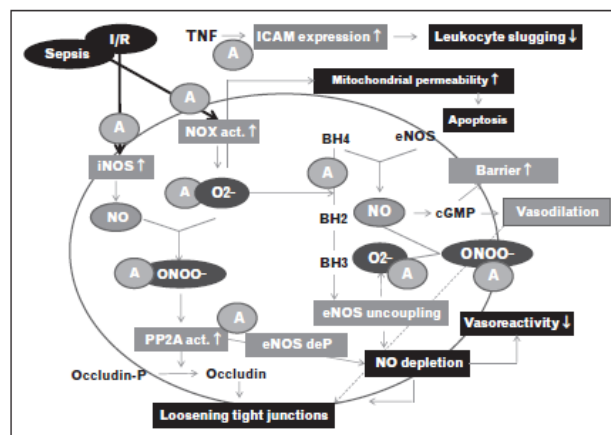 I/R
Sepsis
TNF
ICAM expression ↑
Leukocyte slugging ↓
A
A
Mitochondrial permeability ↑
Apoptosis
A
NOX act. ↑
BH4
eNOS
iNOS ↑
A
Barrier ↑
A
O2–
NO
BH2
NO
cGMP
Vasodilation
A
ONOO–
BH3
O2–
A
ONOO–
A
A
PP2A act. ↑
eNOS deP
eNOS uncoupling
Vasoreactivity ↓
Occludin-P
Occludin
NO depletion
Loosening tight junctions